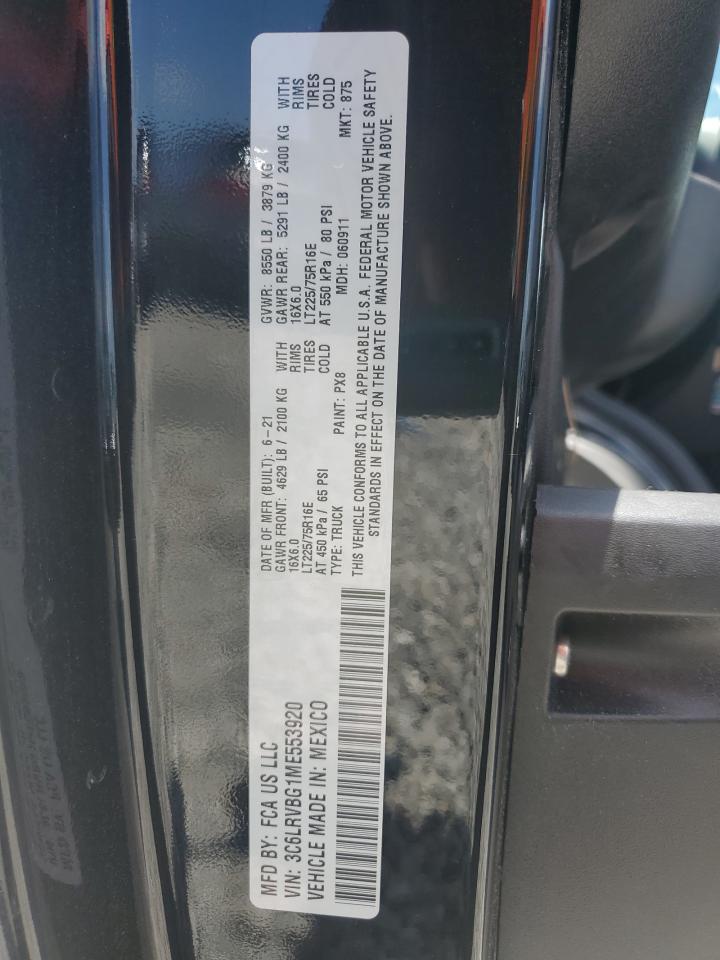 MFD BY: FCA US LLC
VIN: 3C6LRVBG1ME553920
VEHICLE MADE IN: MEXICO
DATE OF MFR (BUILT): 6-21
GVWR: 8550 LB / 3879 KG
GAWR FRONT: 4629 LB / 2100 KG WITH
GAWR REAR: 5291 LB / 2400 KG WITH
16X6.0 RIMS
16X6.0 RIMS
LT225/75R16E TIRES
LT225/75R16E TIRES
AT 450 kPa / 65 PSI COLD
AT 550 kPa / 80 PSI COLD
TYPE: TRUCK PAINT: PX8 MDH: 060911 MKT: 875
THIS VEHICLE CONFORMS TO ALL APPLICABLE U.S.A. FEDERAL MOTOR VEHICLE SAFETY
STANDARDS IN EFFECT ON THE DATE OF MANUFACTURE SHOWN ABOVE.